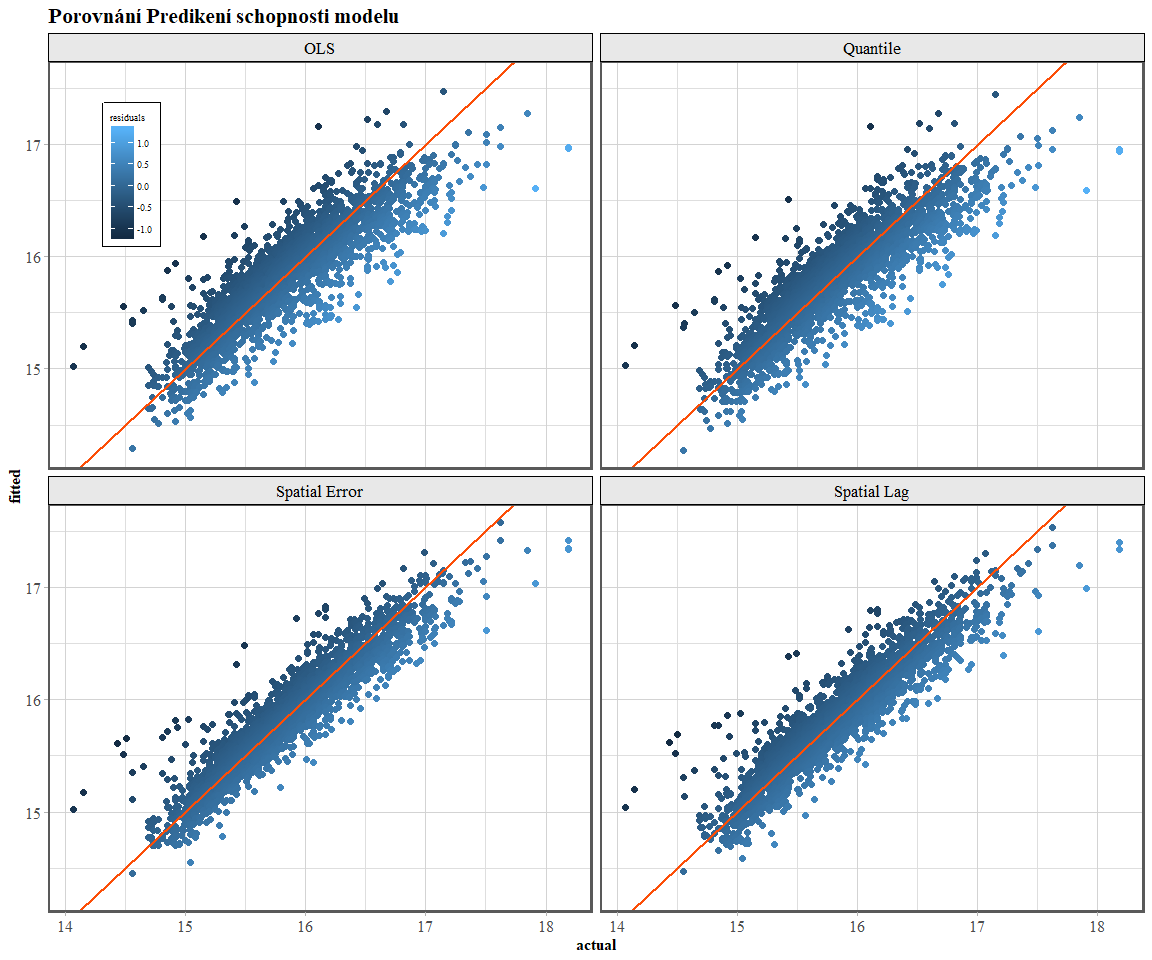 Porovnání Predikení schopnosti modelu
OLS
Quantile
residuals
1.0
0.5
0.0
-0.5
-1.0
17
16
15
fitted
Spatial Error
Spatial Lag
17
16
15
14 15 16 17 18 14 15 16 17 18
actual